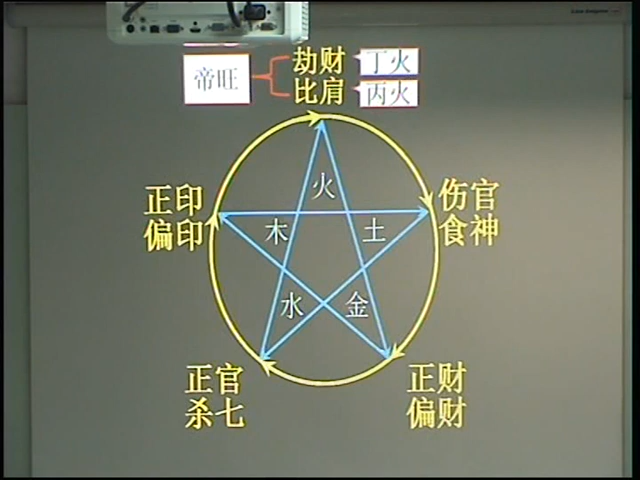 劫财
丁火
帝旺
比肩
丙火
火
正印
偏印
伤官
食神
木
土
水
金
正官
杀七
正财
偏财